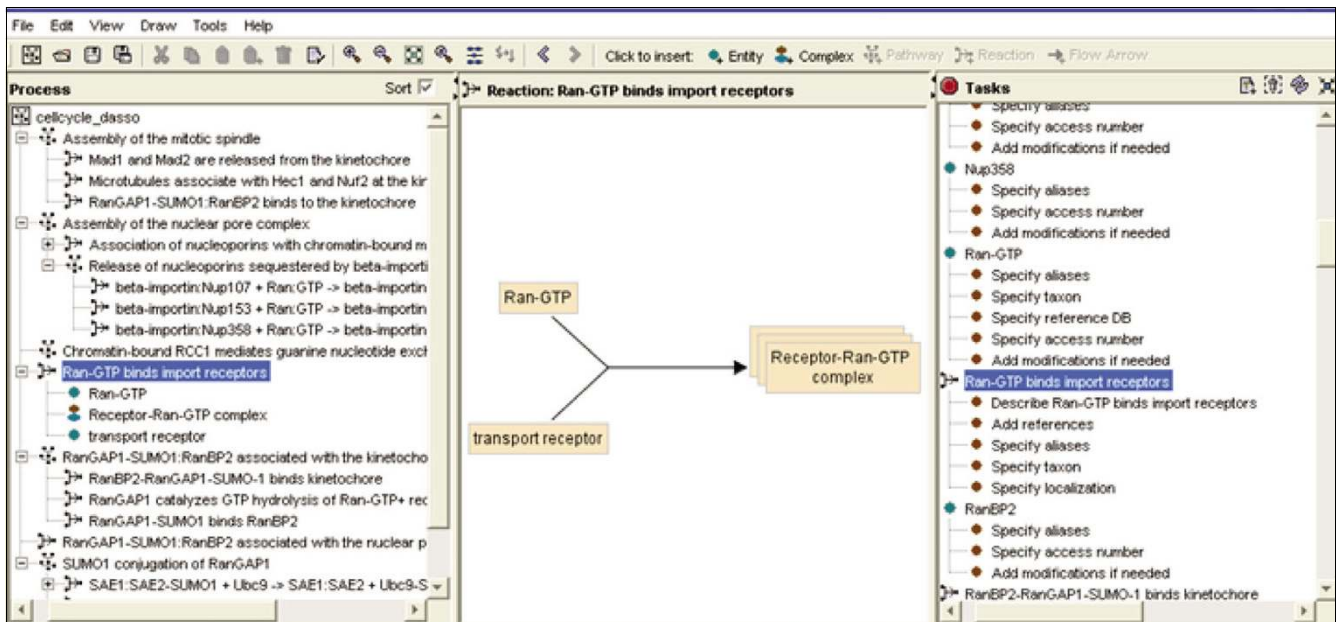 File Edit View Draw Tools Help
Click to insert: Entity Complex Pathway Reaction Flow Arrow
Process Sort
cellcycle_dasso
Assembly of the mitotic spindle
Mad1 and Mad2 are released from the kinetochore
Microtubules associate with Hec1 and Nuf2 at the kir
RanGAP1-SUMO1:RanBP2 binds to the kinetochore
Assembly of the nuclear pore complex
Association of nucleoporins with chromatin-bound m
Release of nucleoporins sequestered by beta-importi
beta-importin:Nup107 + Ran:GTP -> beta-importin
beta-importin:Nup153 + Ran:GTP -> beta-importin
beta-importin:Nup358 + Ran:GTP -> beta-importin
Chromatin-bound RCC1 mediates guanine nucleotide excl
Ran-GTP binds import receptors
Ran-GTP
Receptor-Ran-GTP complex
transport receptor
RanGAP1-SUMO1:RanBP2 associated with the kinetocho
RanBP2-RanGAP1-SUMO-1 binds kinetochore
RanGAP1 catalyzes GTP hydrolysis of Ran-GTP+ rec
RanGAP1-SUMO1 binds RanBP2
RanGAP1-SUMO1:RanBP2 associated with the nuclear p
SUMO1 conjugation of RanGAP1
SAE1:SAE2-SUMO1 + Ubc9 -> SAE1:SAE2 + Ubc9-S
Reaction: Ran-GTP binds import receptors
Ran-GTP
Receptor-Ran-GTP
complex
transport receptor
Tasks
Specify aliases
Specify access number
Add modifications if needed
Nup358
Specify aliases
Specify access number
Add modifications if needed
Ran-GTP
Specify aliases
Specify taxon
Specify reference DB
Specify access number
Add modifications if needed
Ran-GTP binds import receptors
Describe Ran-GTP binds import receptors
Add references
Specify aliases
Specify taxon
Specify localization
RanBP2
Specify aliases
Specify access number
Add modifications if needed
RanBP2-RanGAP1-SUMO-1 binds kinetochore